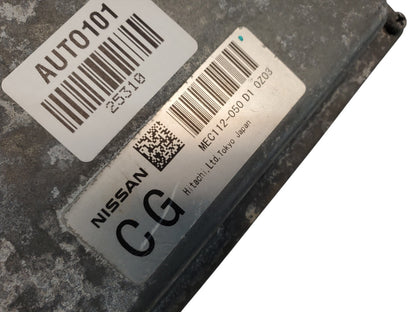 AUTO101
25310
NISSAN
MEC112-050 D1 0Z03
Hitachi,Ltd.Tokyo Japan
CG